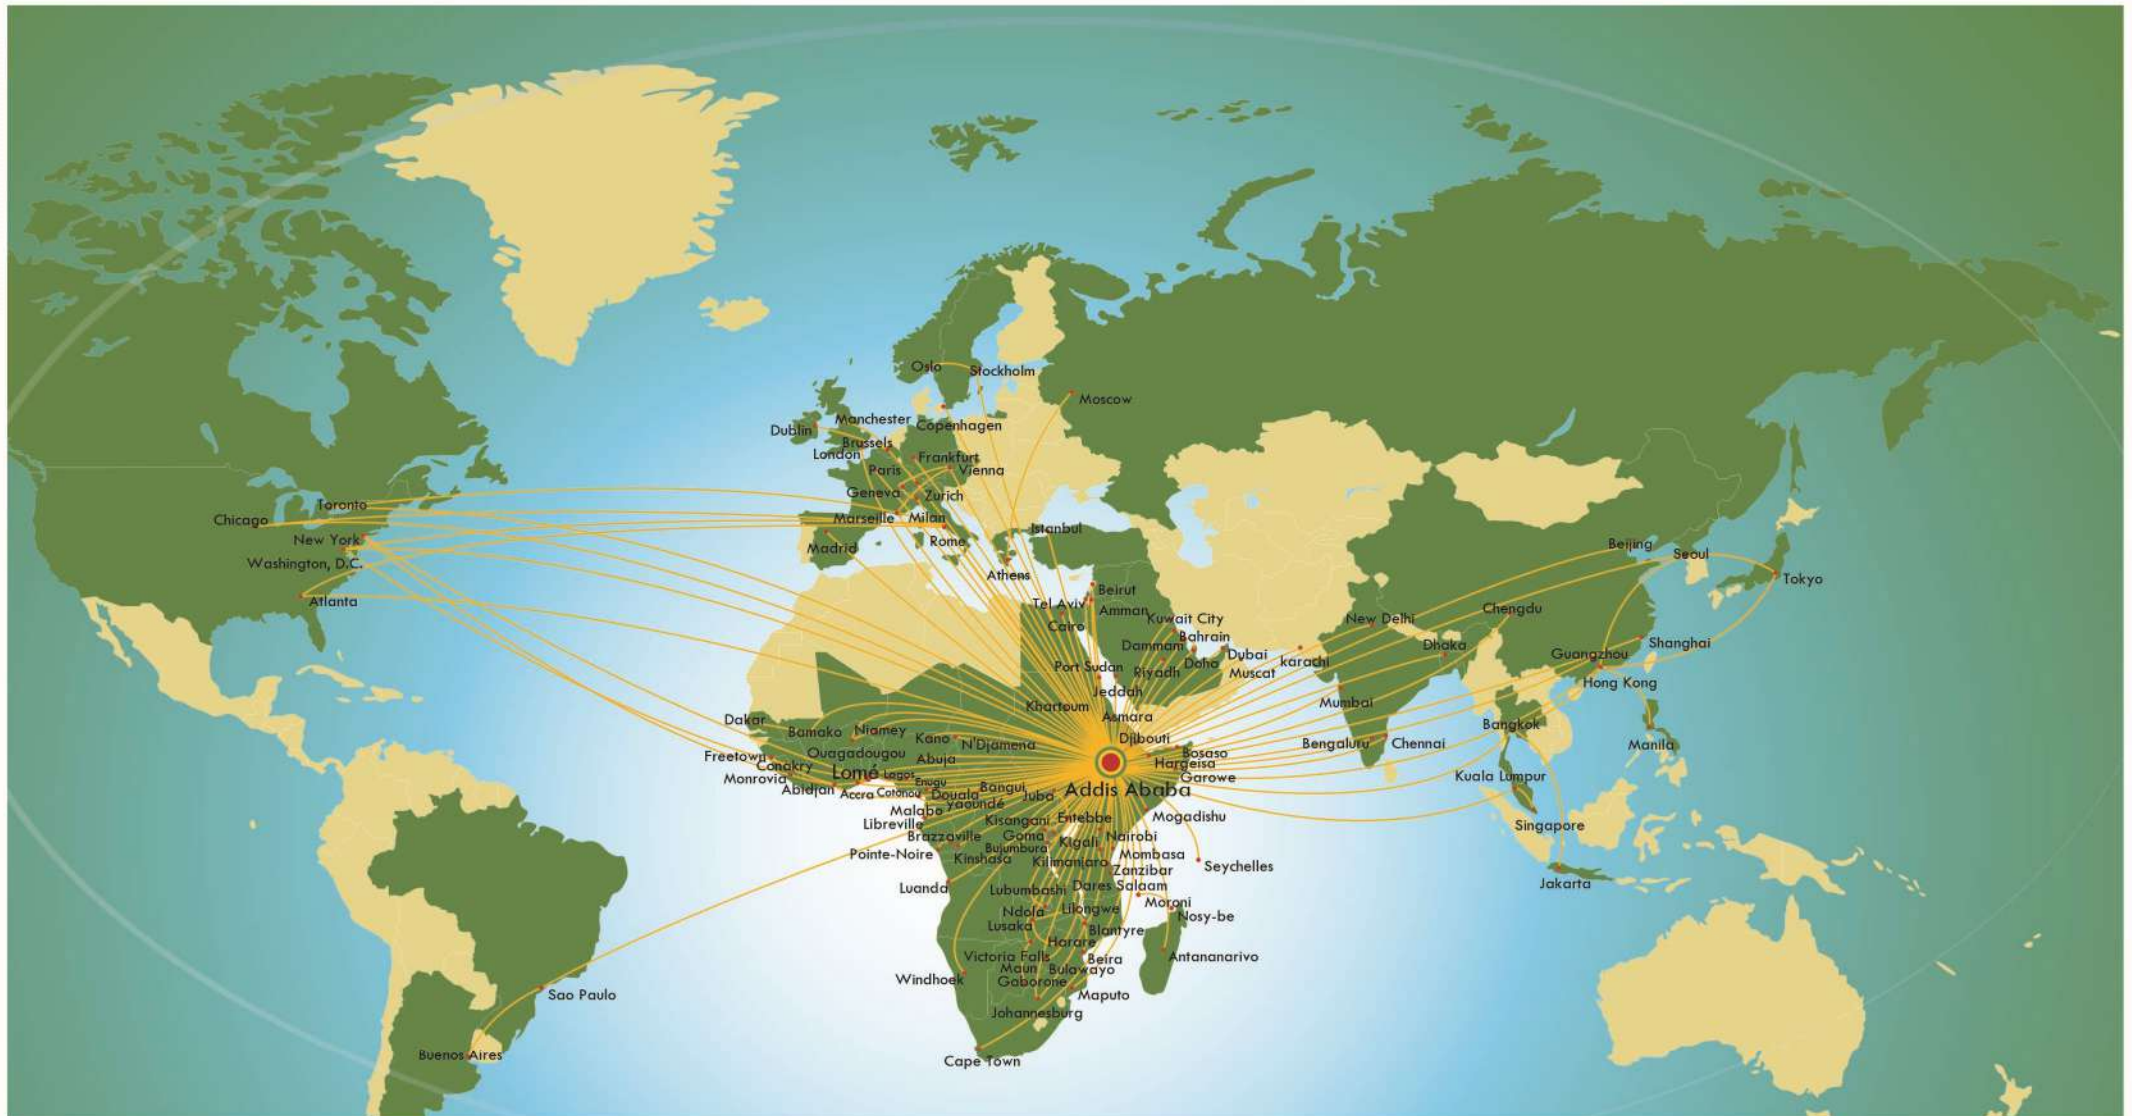 Oslo
Stockholm
Moscow
Manchester
Copenhagen
Dublin
Brussels
London
Frankfurt
Paris
Vienna
Geneva
Zurich
Toronto
Chicago
Marseille
Milan
Istanbul
New York
Rome
Madrid
Washington, D.C.
Athens
Atlanta
Beijing
Seoul
Tokyo
Beirut
Tel Aviv
Amman
Cairo
Kuwait City
New Delhi
Chengdu
Bahrain
Dammam
Dubai
Dhaka
Shanghai
Guangzhou
Port Sudan
Doha
karachi
Riyadh
Muscat
Hong Kong
Jeddah
Khartoum
Mumbai
Asmara
Dakar
Bamako
Niamey
Kano
N'Djamena
Djibouti
Bangkok
Bengaluru
Chennai
Manila
Ouagadougou
Abuja
Bosaso
Freetown
Conakry
Hargeisa
Lomé
Lagos
Enugu
Garowe
Monrovia
Kuala Lumpur
Abidjan
Accra
Cotonou
Douala
Bangui
Juba
Addis Ababa
Malabo
yaoundé
Libreville
Kisangani
Entebbe
Mogadishu
Singapore
Brazzaville
Goma
Nairobi
Bujumbura
Kigali
Pointe-Noire
Kinshasa
Kilimanjaro
Mombasa
Seychelles
Zanzibar
Luanda
Lubumbashi
Dares Salaam
Jakarta
Moroni
Ndola
Lilongwe
Nosy-be
Lusaka
Blantyre
Harare
Victoria Falls
Beira
Antananarivo
Maun
Bulawayo
Windhoek
Gaborone
Maputo
Sao Paulo
Johannesburg
Buenos Aires
Cape Town